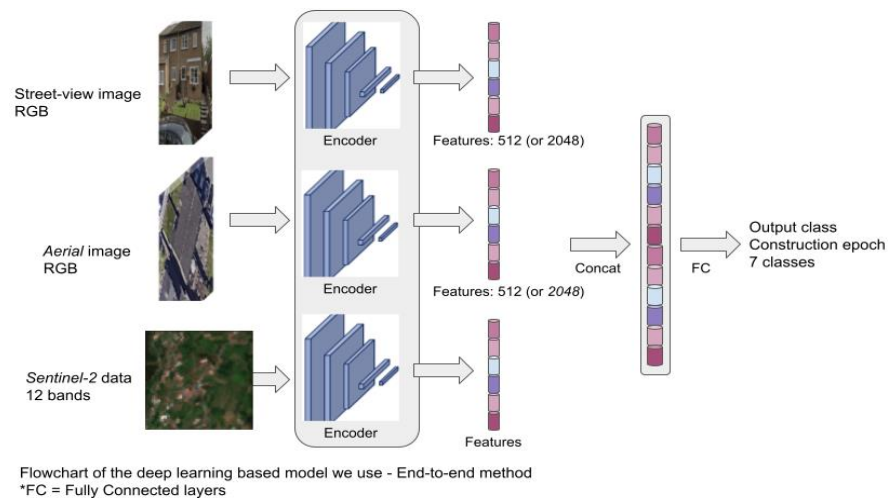 Street-view image
RGB
Encoder
Features: 512 (or 2048)
Aerial image
RGB
Encoder
Features: 512 (or 2048)
Concat
FC
Output class
Construction epoch
7 classes
Sentinel-2 data
12 bands
Encoder
Features
Flowchart of the deep learning based model we use - End-to-end method
*FC = Fully Connected layers